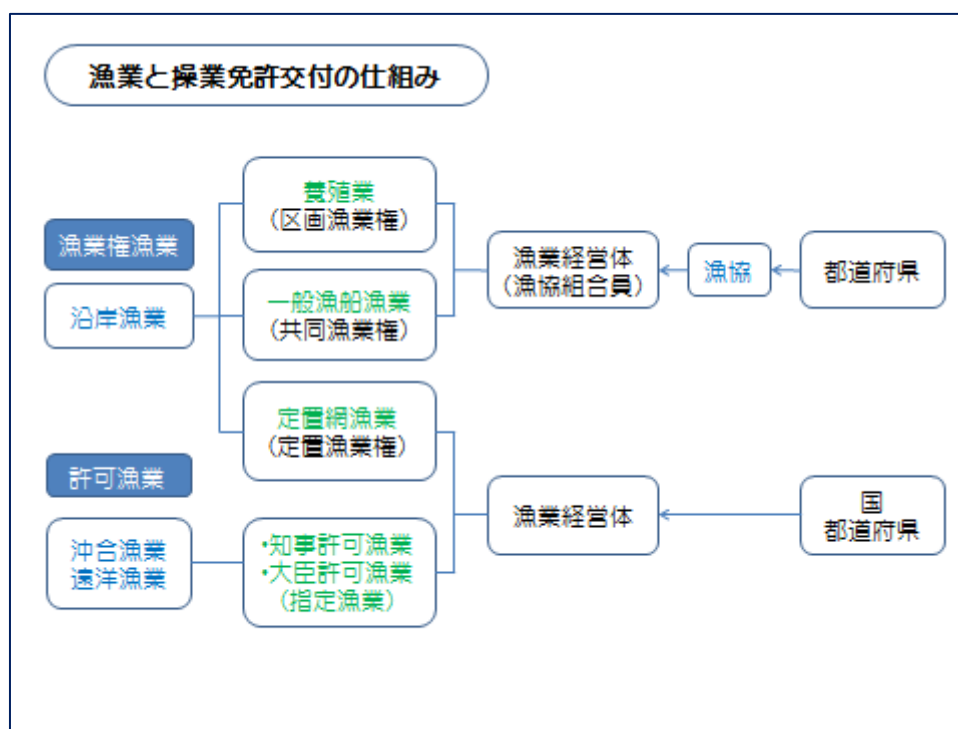 漁業と操業免許交付の仕組み
養殖業
(区画漁業権)
漁業権漁業
沿岸漁業
一般漁船漁業
(共同漁業権)
漁業経営体
(漁協組合員)
漁協
都道府県
定置網漁業
(定置漁業権)
許可漁業
沖合漁業
遠洋漁業
•知事許可漁業
•大臣許可漁業
(指定漁業)
漁業経営体
国
都道府県